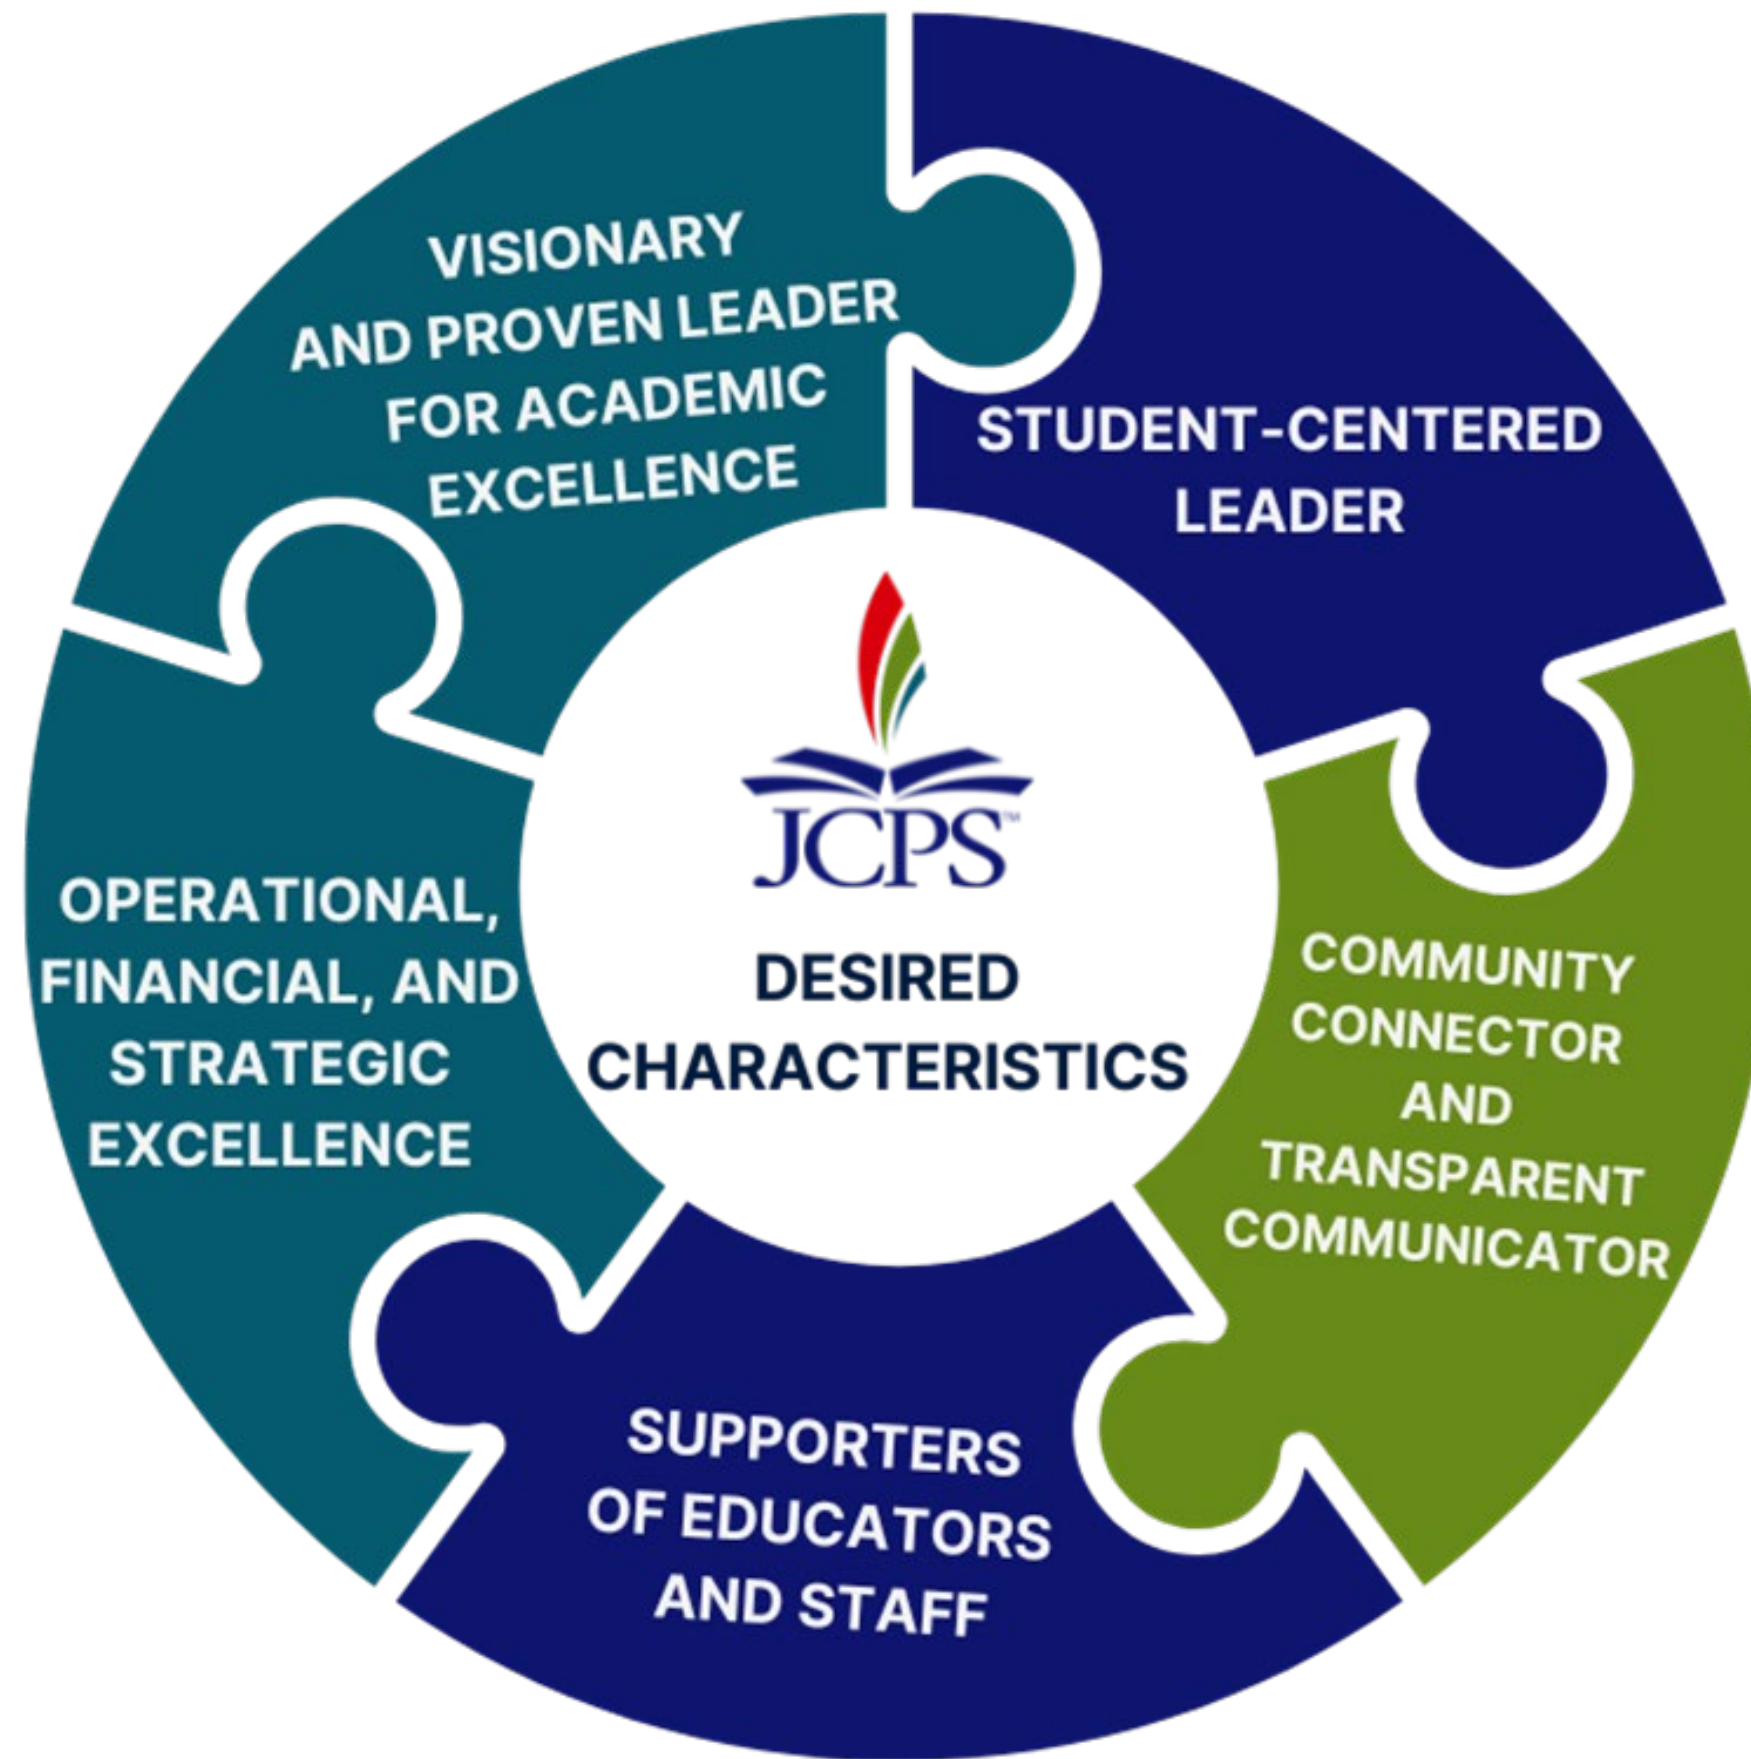 VISIONARY
AND PROVEN LEADER
FOR ACADEMIC
EXCELLENCE
STUDENT-CENTERED
LEADER
JCPS™
DESIRED
CHARACTERISTICS
OPERATIONAL,
FINANCIAL, AND
STRATEGIC
EXCELLENCE
COMMUNITY
CONNECTOR
AND
TRANSPARENT
COMMUNICATOR
SUPPORTERS
OF EDUCATORS
AND STAFF